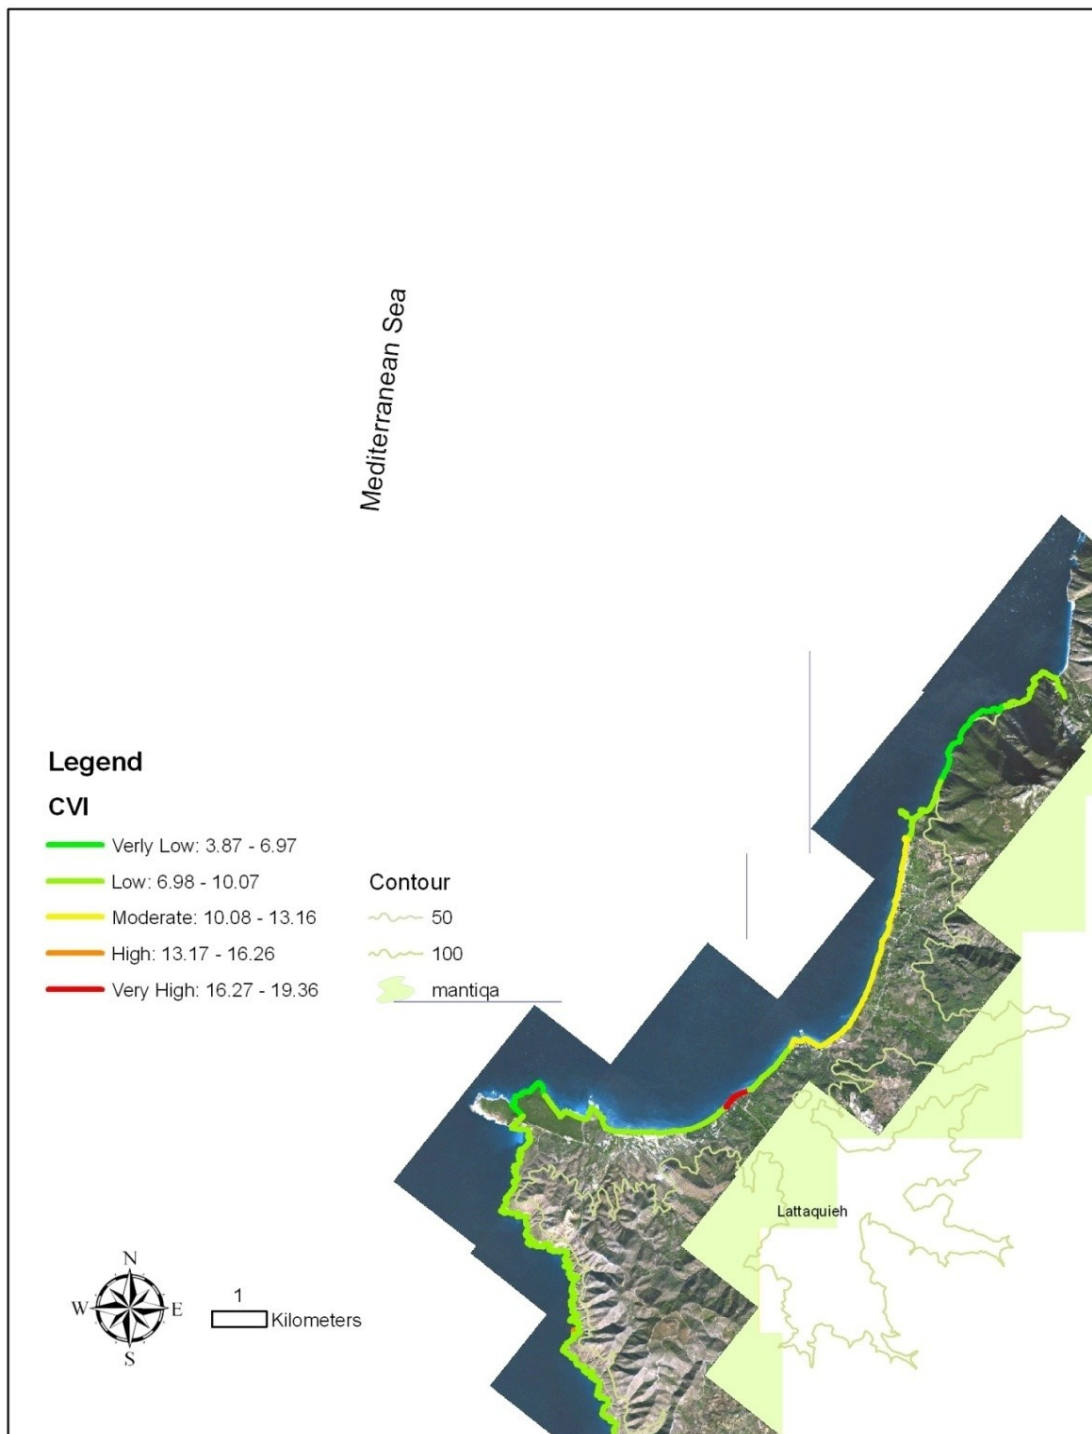 Mediterranean Sea
Legend
CVI
Verly Low: 3.87 - 6.97
Low: 6.98 - 10.07
Moderate: 10.08 - 13.16
High: 13.17 - 16.26
Very High: 16.27 - 19.36
Contour
50
100
mantiqa
Lattaquieh
N
W
E
S
1
Kilometers